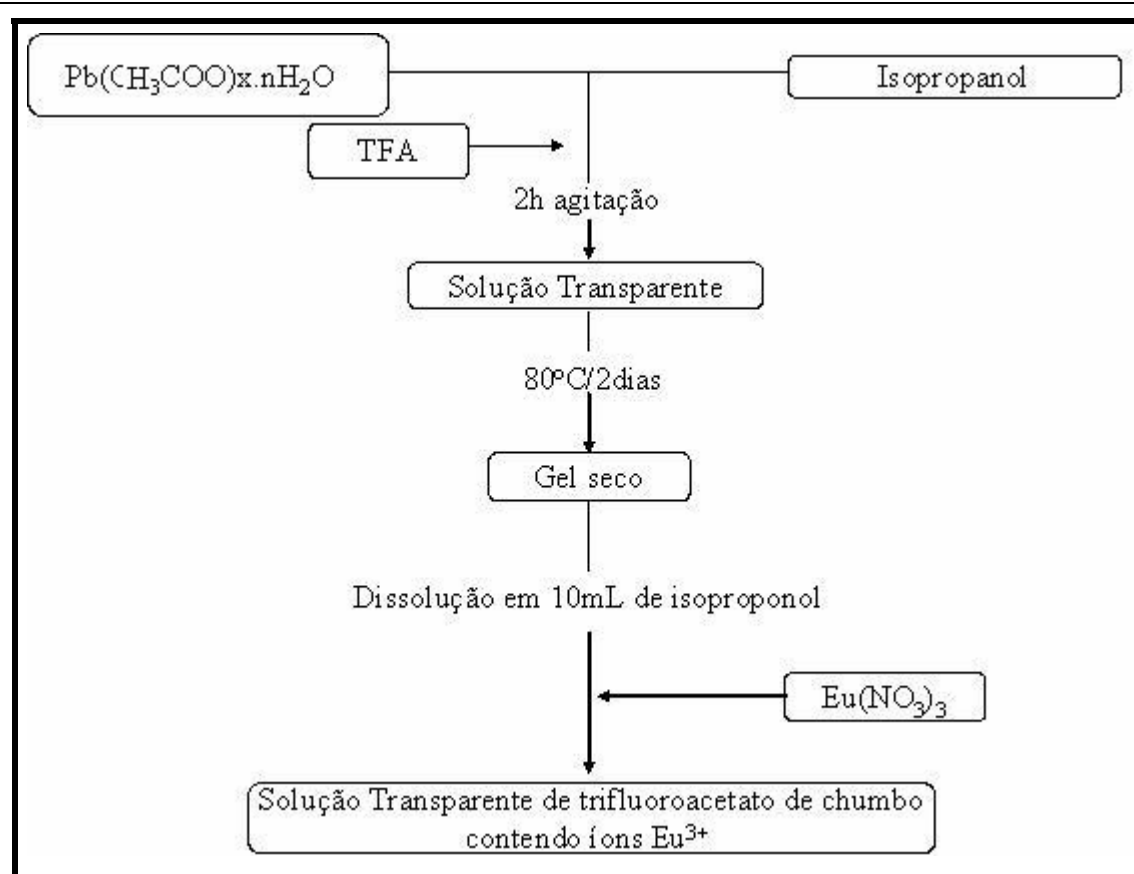 Pb(CH₃COO)x.nH₂O
Isopropanol
TFA
2h agitação
Solução Transparente
80ºC/2dias
Gel seco
Dissolução em 10mL de isoproponol
Eu(NO₃)₃
Solução Transparente de trifluoroacetato de chumbo
contendo íons Eu³⁺